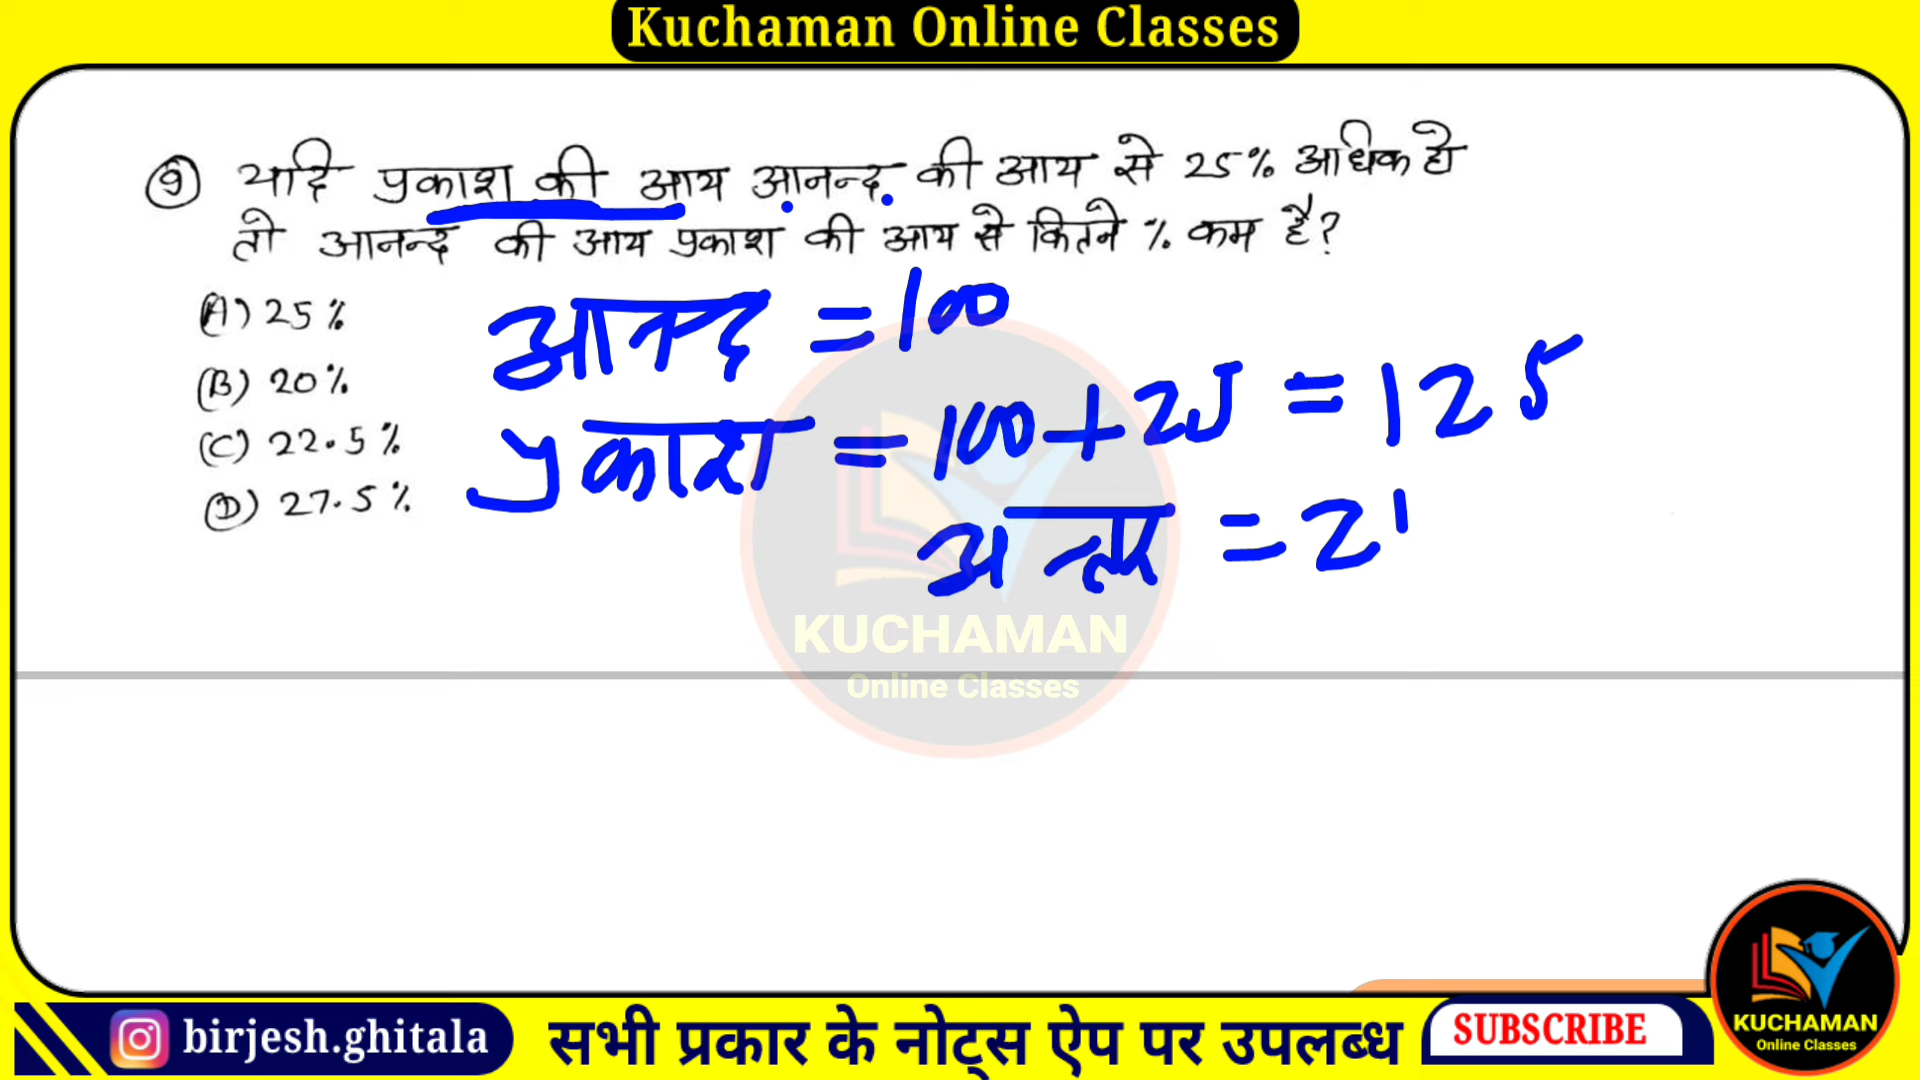 Kuchaman Online Classes
9 यदि प्रकाश की आय आनन्द की आय से 25% अधिक हो
तो आनन्द की आय प्रकाश की आय से कितने % कम है?
(A) 25%
(B) 20%
(C) 22.5%
(D) 27.5%
आनन्द = 100
प्रकाश = 100 + 25 = 125
अन्तर = 2
KUCHAMAN
Online Classes
birjesh.ghitala
सभी प्रकार के नोट्स ऐप पर उपलब्ध
SUBSCRIBE
KUCHAMAN
Online Classes